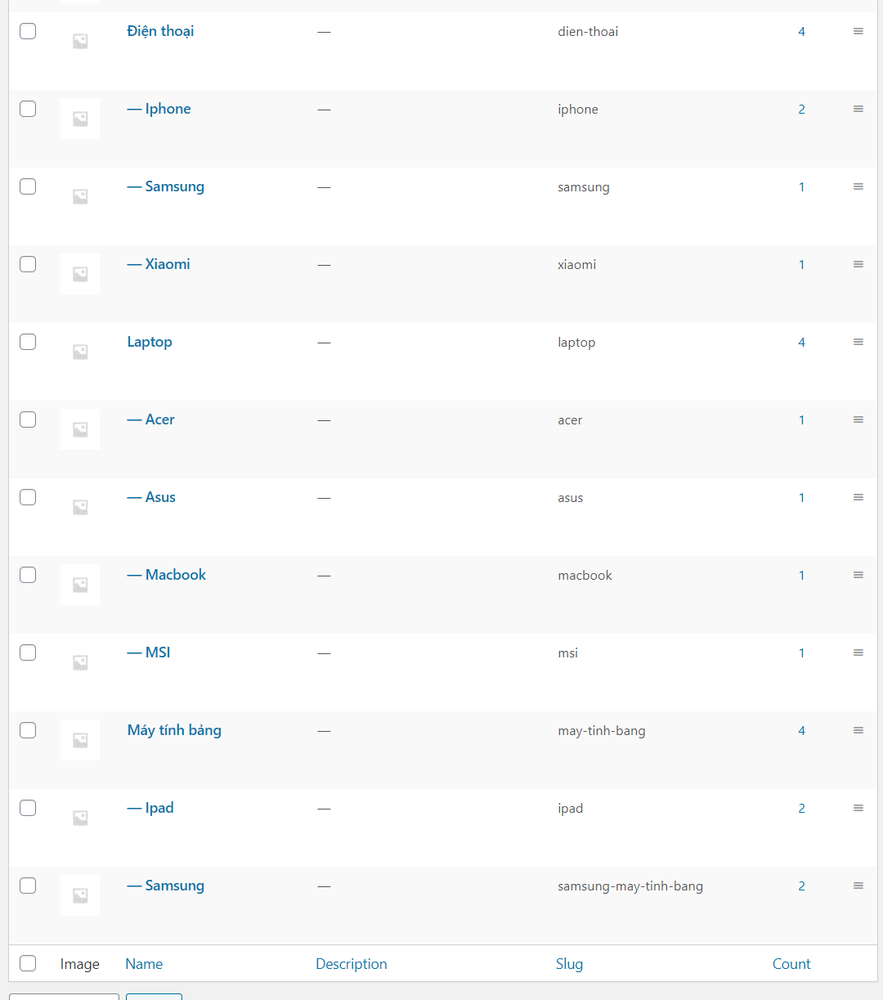 Điện thoại — dien-thoai 4
— Iphone — iphone 2
— Samsung — samsung 1
— Xiaomi — xiaomi 1
Laptop — laptop 4
— Acer — acer 1
— Asus — asus 1
— Macbook — macbook 1
— MSI — msi 1
Máy tính bảng — may-tinh-bang 4
— Ipad — ipad 2
— Samsung — samsung-may-tinh-bang 2
Image Name Description Slug Count